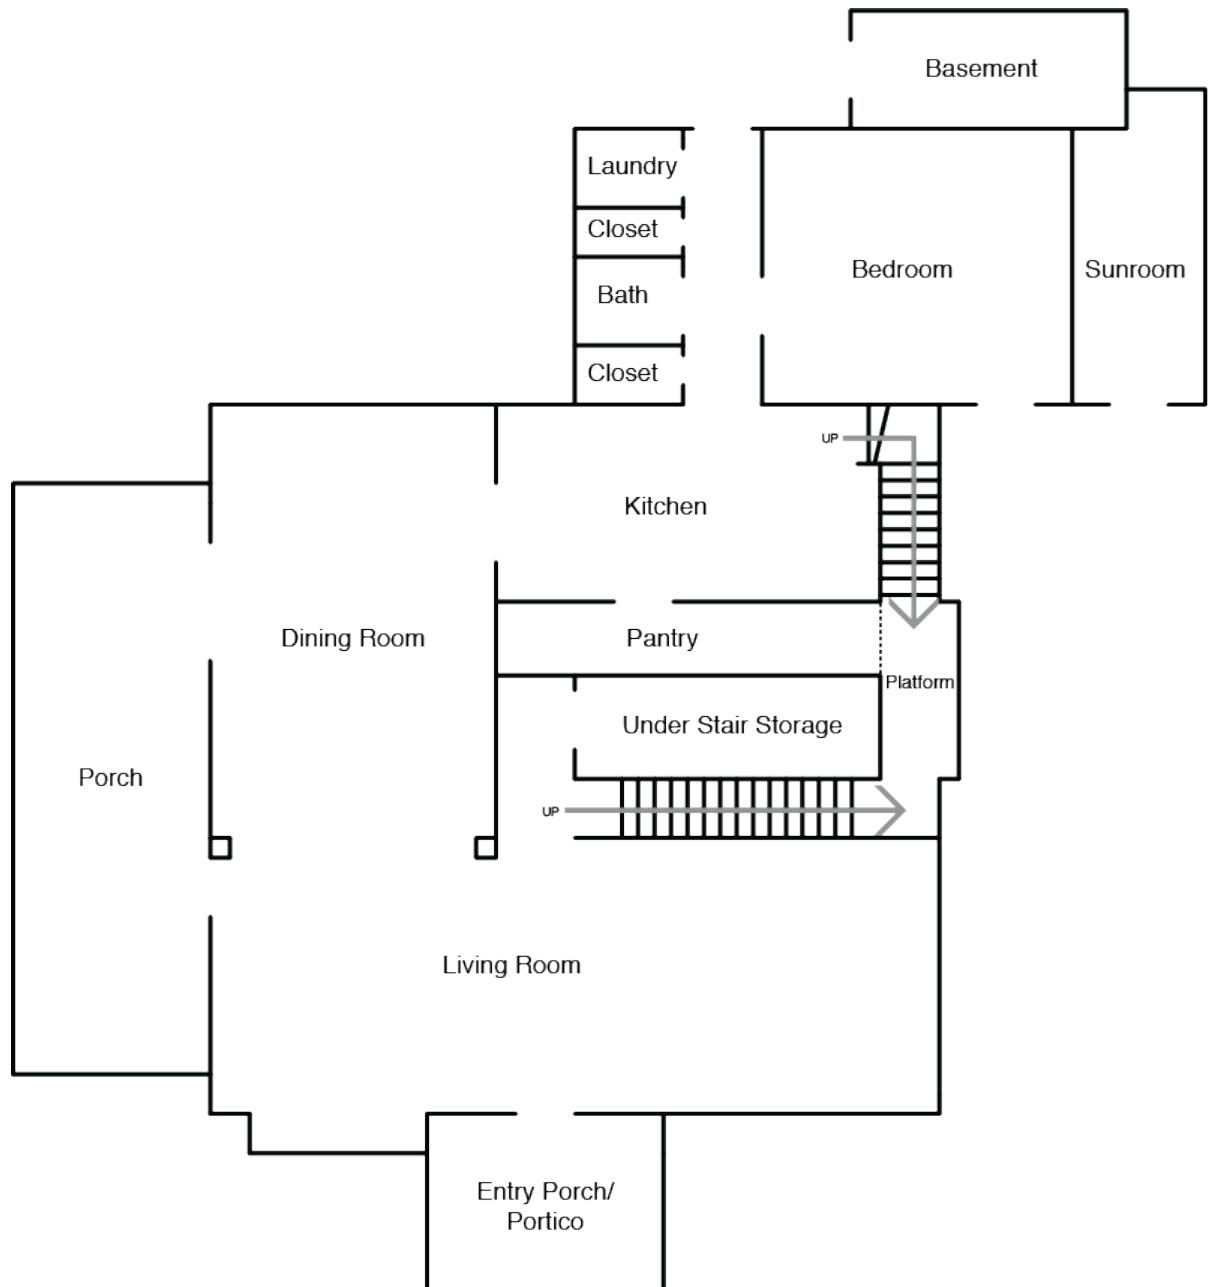 Basement
Laundry
Closet
Bedroom
Sunroom
Bath
Closet
UP
Kitchen
Dining Room
Pantry
Platform
Under Stair Storage
Porch
UP
Living Room
Entry Porch/
Portico